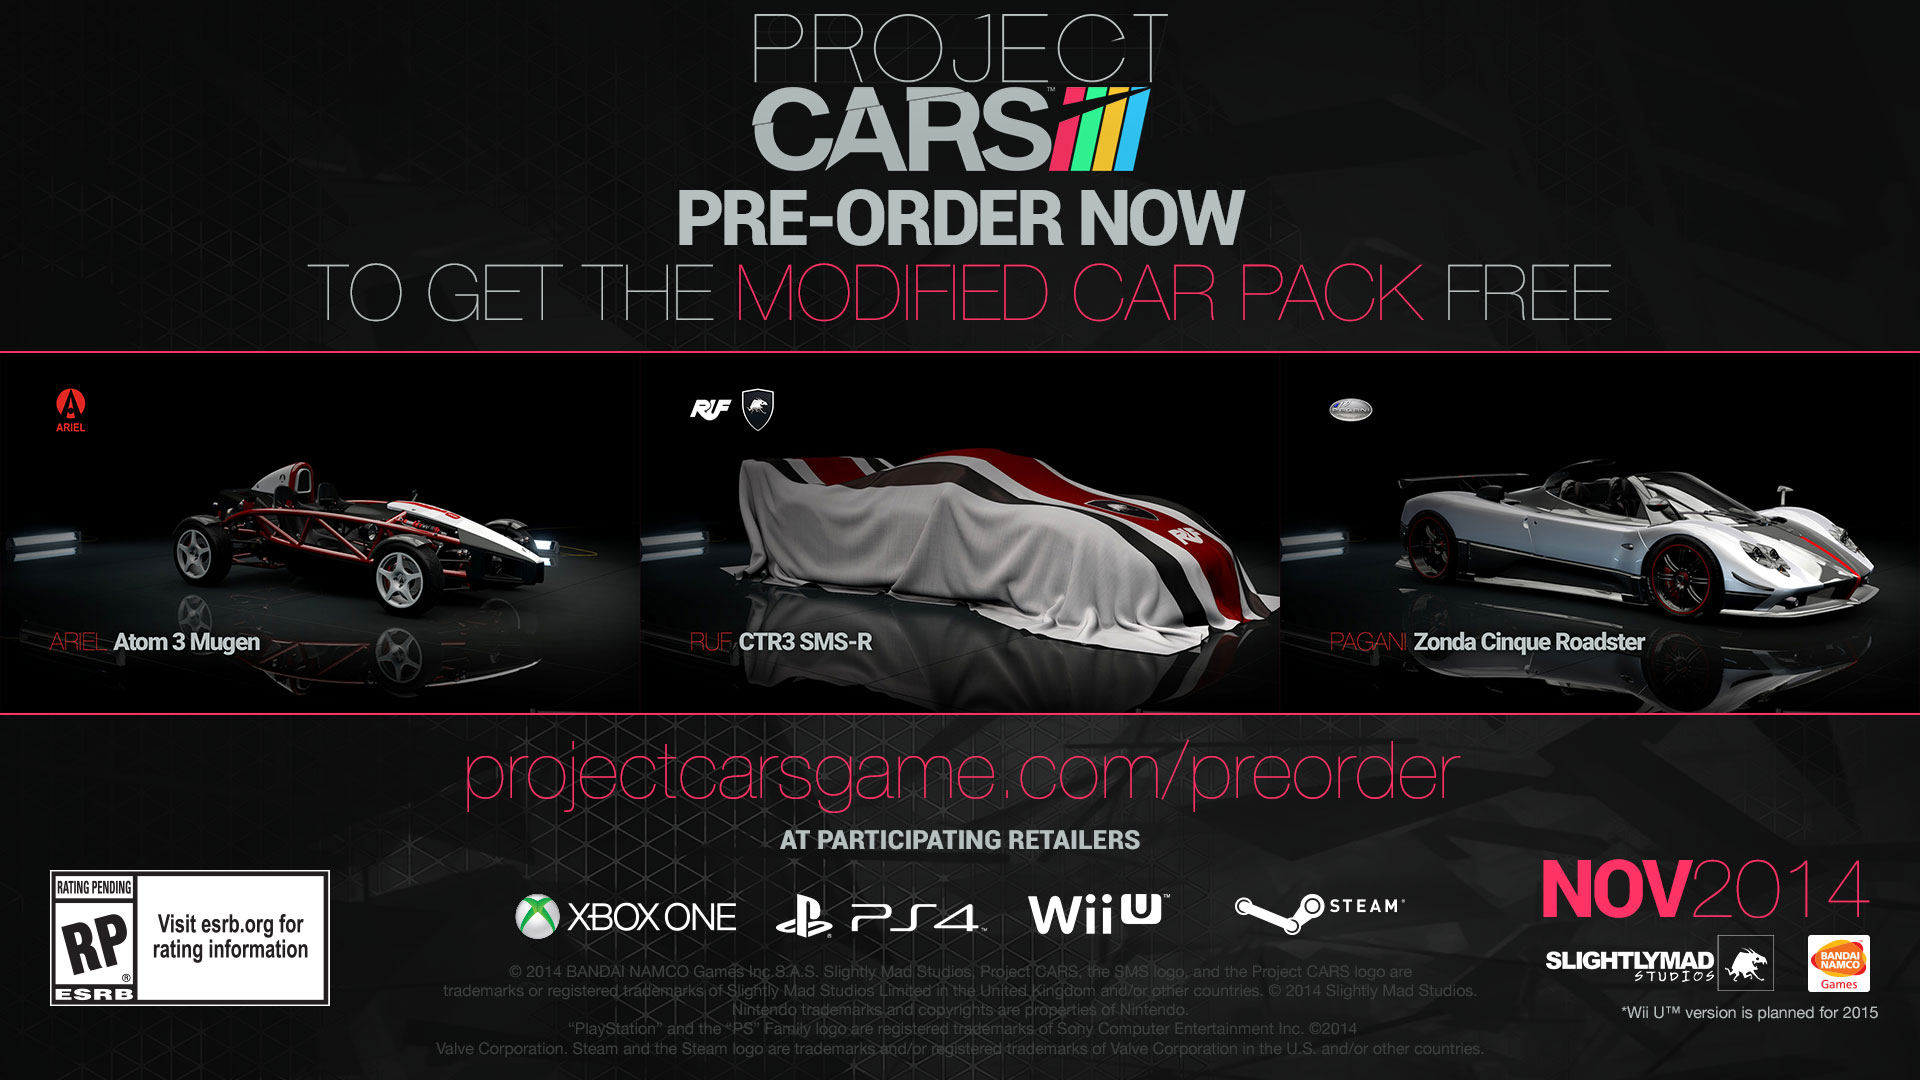 PROJECT
CARS™
PRE-ORDER NOW
TO GET THE MODIFIED CAR PACK FREE
ARIEL
RUF
PAGANI
RUF
ARIEL Atom 3 Mugen
RUF CTR3 SMS-R
PAGANI Zonda Cinque Roadster
projectcarsgame.com/preorder
AT PARTICIPATING RETAILERS
RATING PENDING
RP
®
ESRB
Visit esrb.org for
rating information
XBOX ONE
PS4™
WiiU™
STEAM®
NOV2014
SLIGHTLYMAD
STUDIOS
BANDAI
NAMCO
Games
*Wii U™ version is planned for 2015
© 2014 BANDAI NAMCO Games Inc.S.A.S. Slightly Mad Studios, Project CARS, the SMS logo, and the Project CARS logo are
trademarks or registered trademarks of Slightly Mad Studios Limited in the United Kingdom and/or other countries. © 2014 Slightly Mad Studios.
Nintendo trademarks and copyrights are properties of Nintendo.
“PlayStation” and the “PS” Family logo are registered trademarks of Sony Computer Entertainment Inc. ©2014
Valve Corporation. Steam and the Steam logo are trademarks and/or registered trademarks of Valve Corporation in the U.S. and/or other countries.